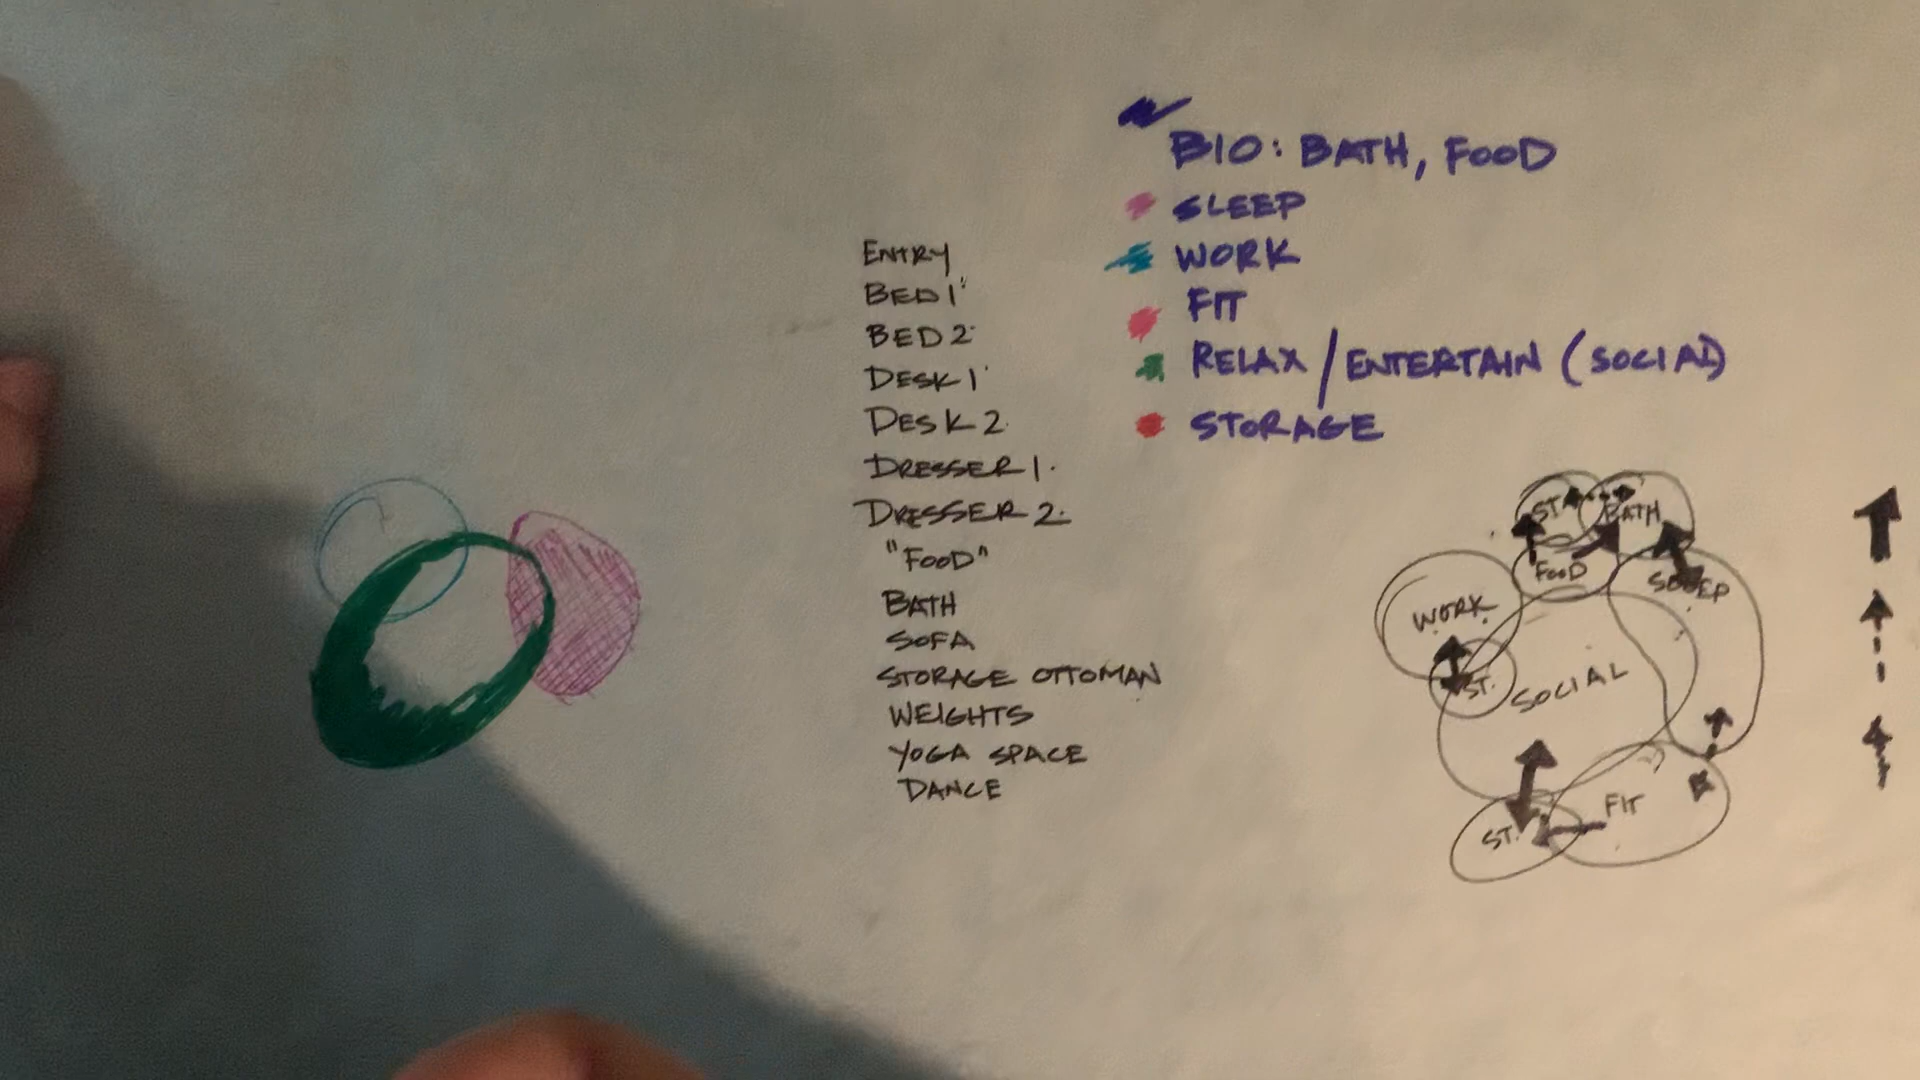 BIO: BATH, FOOD
SLEEP
WORK
FIT
RELAX / ENTERTAIN (SOCIAL)
STORAGE
ENTRY
BED 1
BED 2
DESK 1
DESK 2
DRESSER 1
DRESSER 2
"FOOD"
BATH
SOFA
STORAGE OTTOMAN
WEIGHTS
YOGA SPACE
DANCE
ST.
BATH
FOOD
SLEEP
WORK
ST.
SOCIAL
FIT
ST.